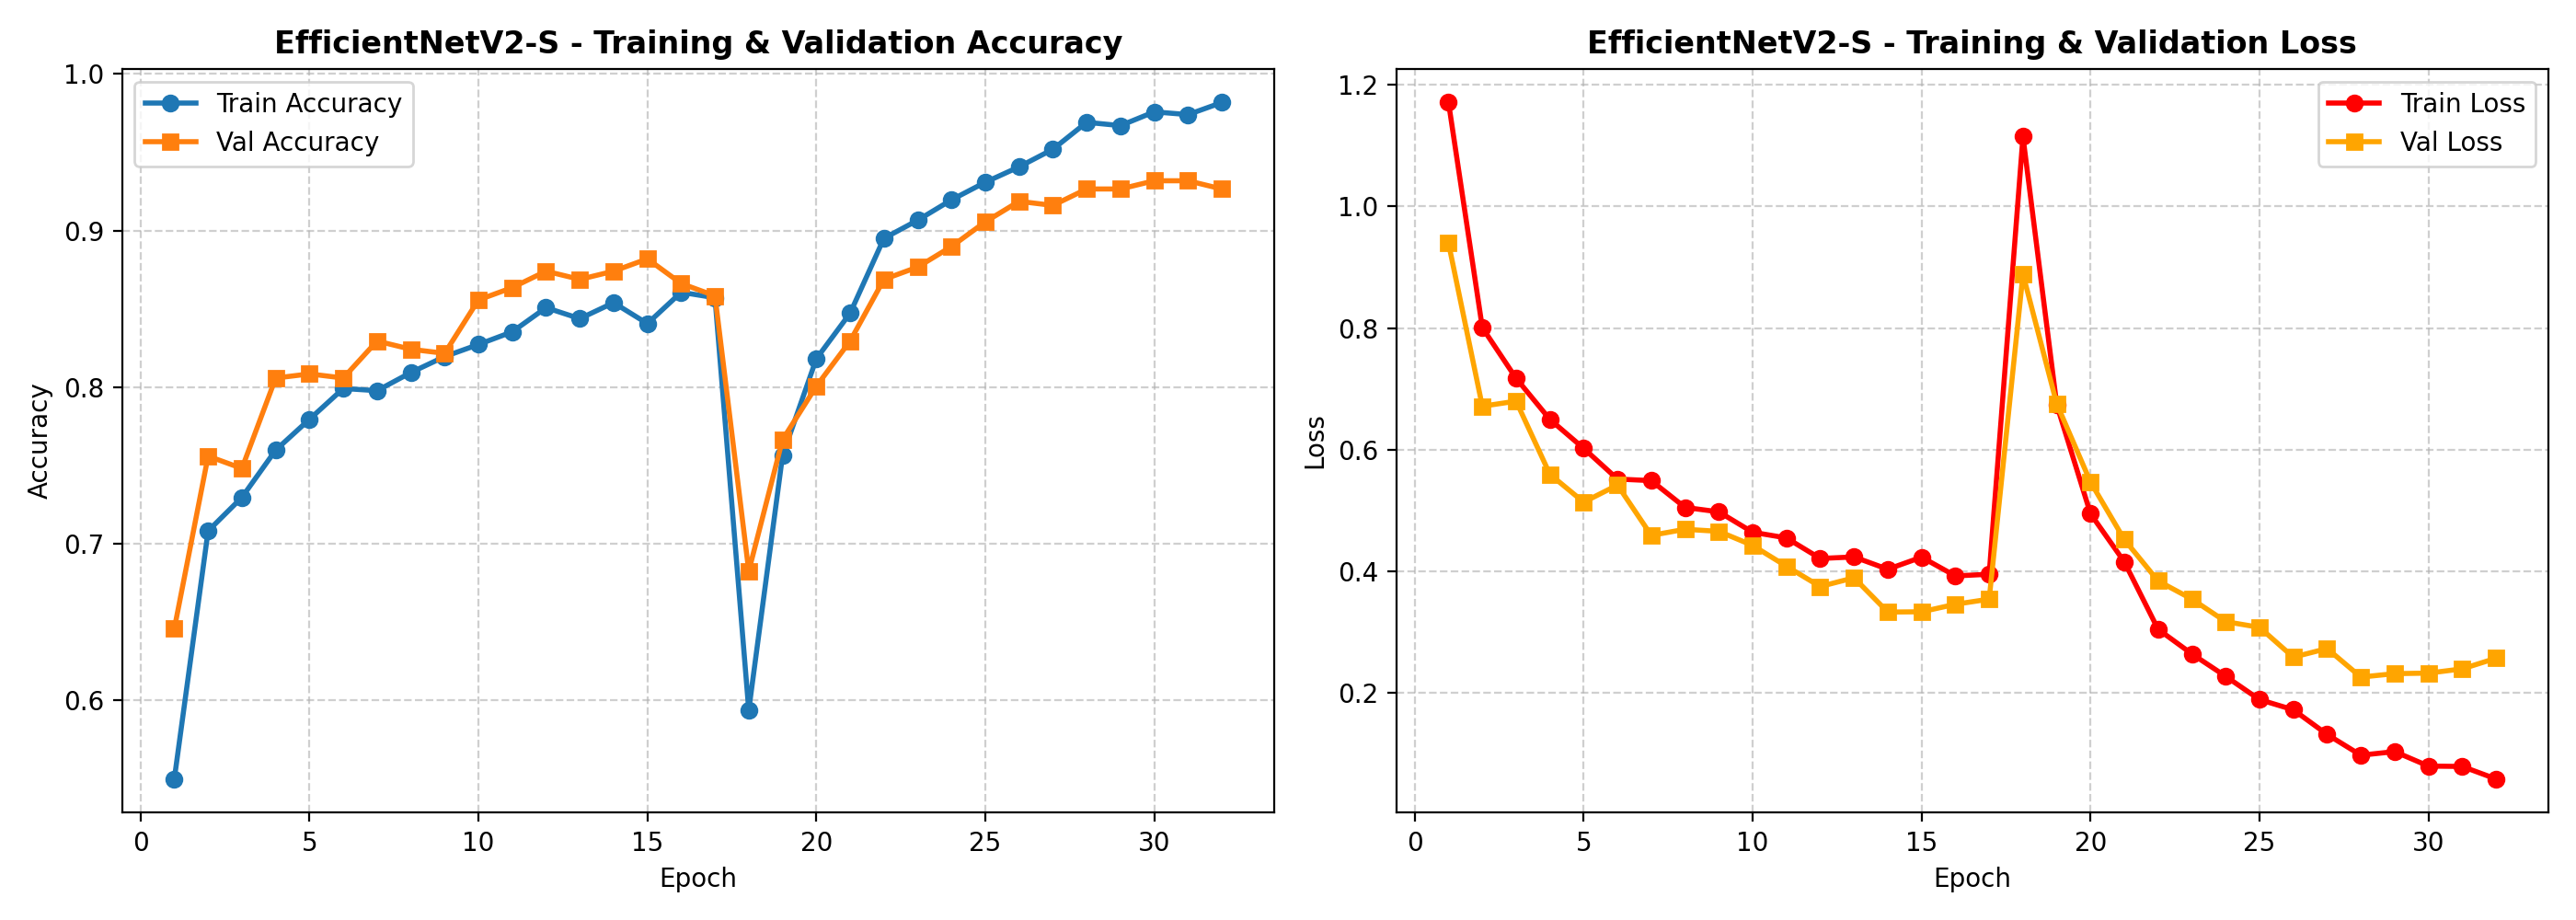 EfficientNetV2-S - Training & Validation Accuracy
Train Accuracy
Val Accuracy
Accuracy
1.0
0.9
0.8
0.7
0.6
0 5 10 15 20 25 30
Epoch
EfficientNetV2-S - Training & Validation Loss
Train Loss
Val Loss
Loss
1.2
1.0
0.8
0.6
0.4
0.2
0 5 10 15 20 25 30
Epoch